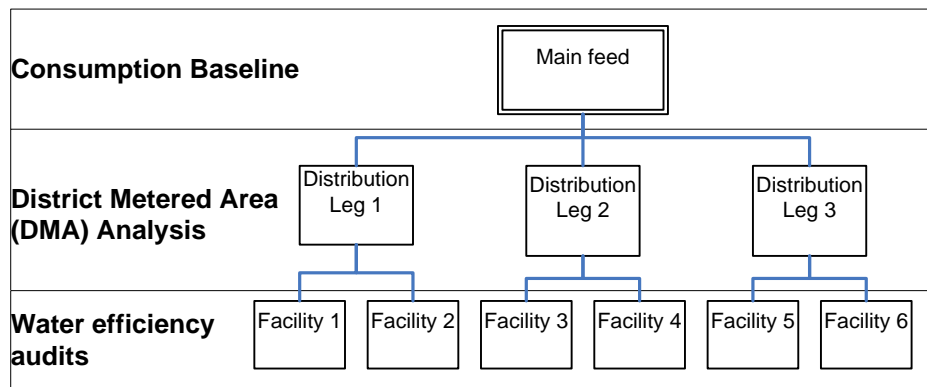 Consumption Baseline
Main feed
District Metered Area
(DMA) Analysis
Distribution
Leg 1
Distribution
Leg 2
Distribution
Leg 3
Water efficiency
audits
Facility 1
Facility 2
Facility 3
Facility 4
Facility 5
Facility 6